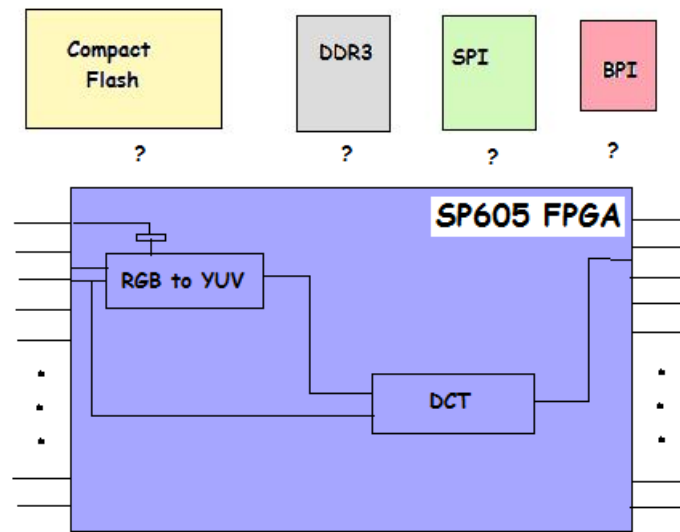 Compact
Flash
DDR3
SPI
BPI
?
?
?
?
SP605 FPGA
RGB to YUV
DCT